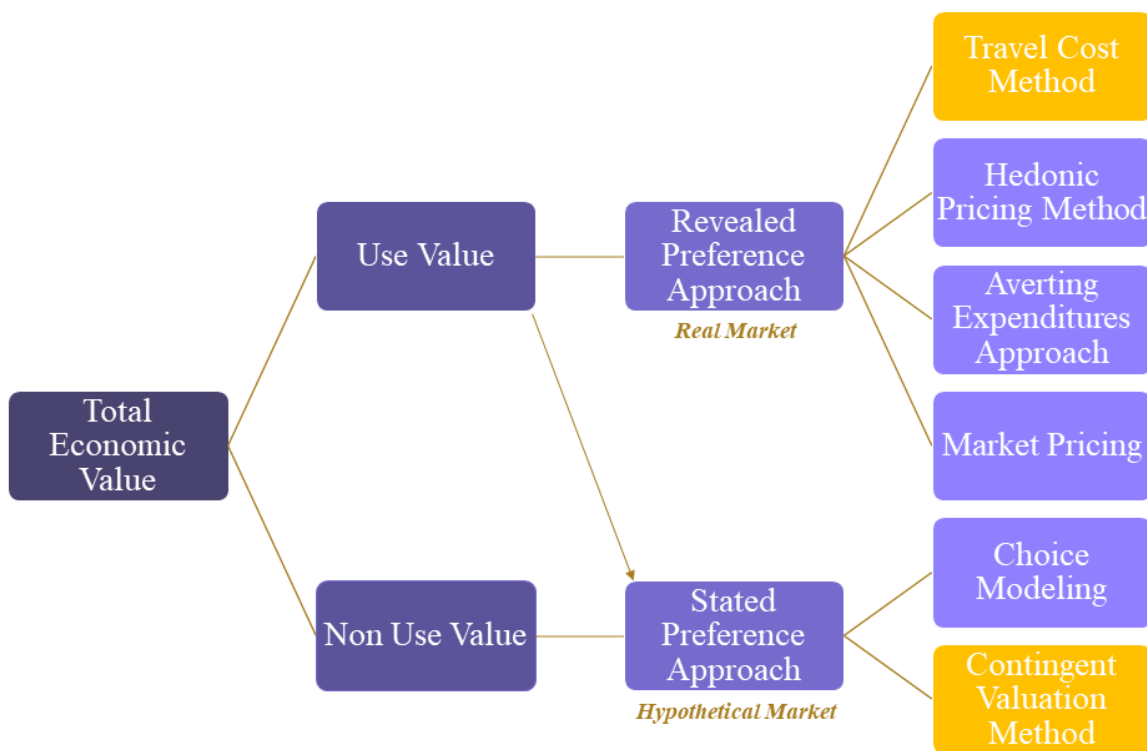 Total
Economic
Value
Use Value
Non Use Value
Revealed
Preference
Approach
Real Market
Stated
Preference
Approach
Hypothetical Market
Travel Cost
Method
Hedonic
Pricing Method
Averting
Expenditures
Approach
Market Pricing
Choice
Modeling
Contingent
Valuation
Method